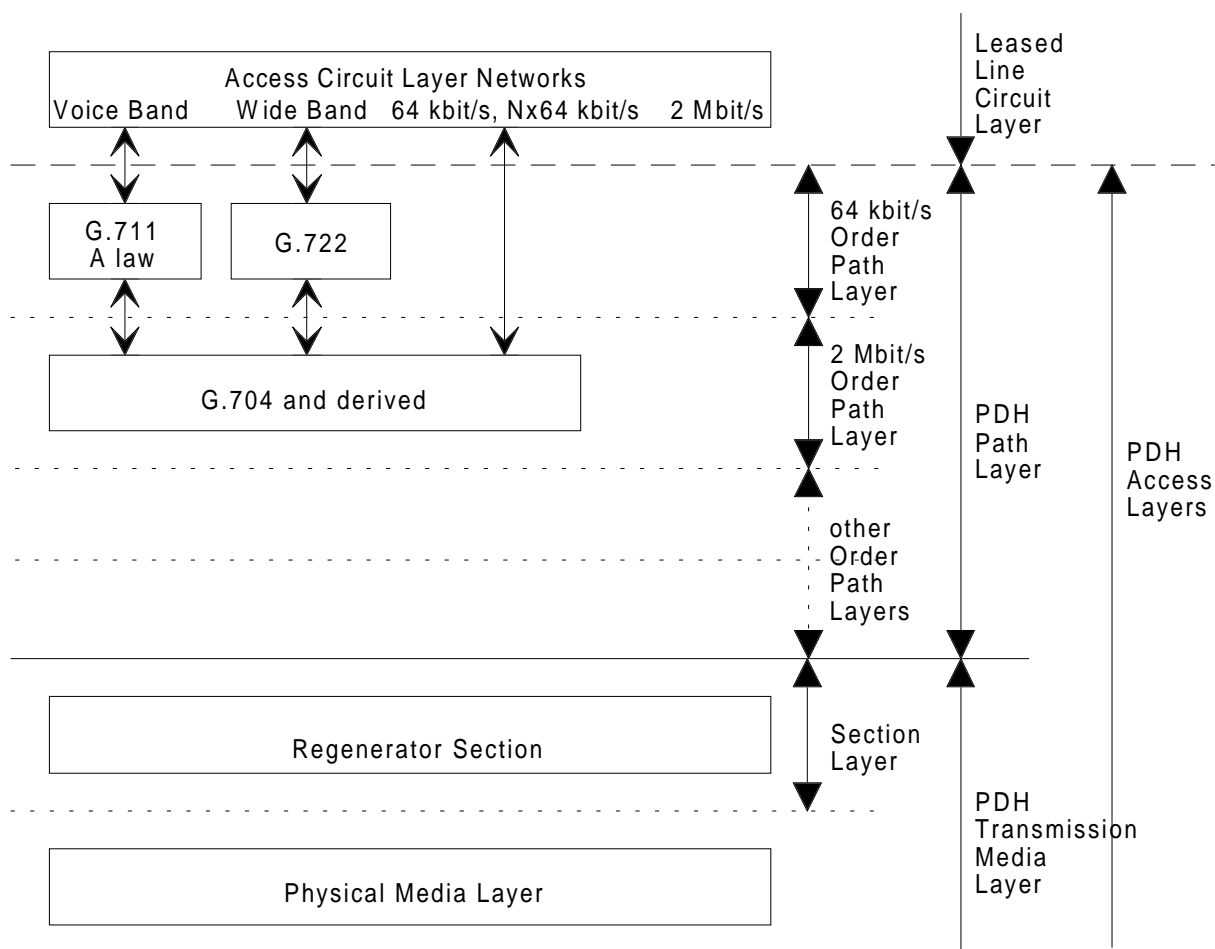 Access Circuit Layer Networks
Voice Band Wide Band 64 kbit/s, Nx64 kbit/s 2 Mbit/s
Leased
Line
Circuit
Layer
G.711
A law
G.722
64 kbit/s
Order
Path
Layer
G.704 and derived
2 Mbit/s
Order
Path
Layer
PDH
Path
Layer
PDH
Access
Layers
other
Order
Path
Layers
Regenerator Section
Section
Layer
PDH
Transmission
Media
Layer
Physical Media Layer